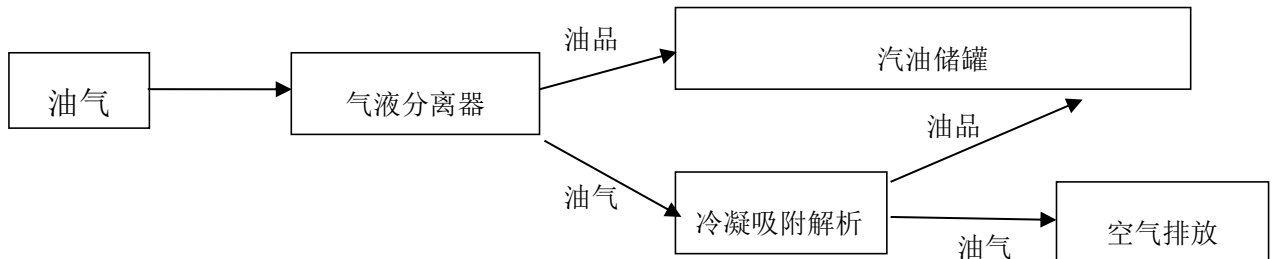 油气
气液分离器
油品
汽油储罐
油气
冷凝吸附解析
油品
油气
空气排放